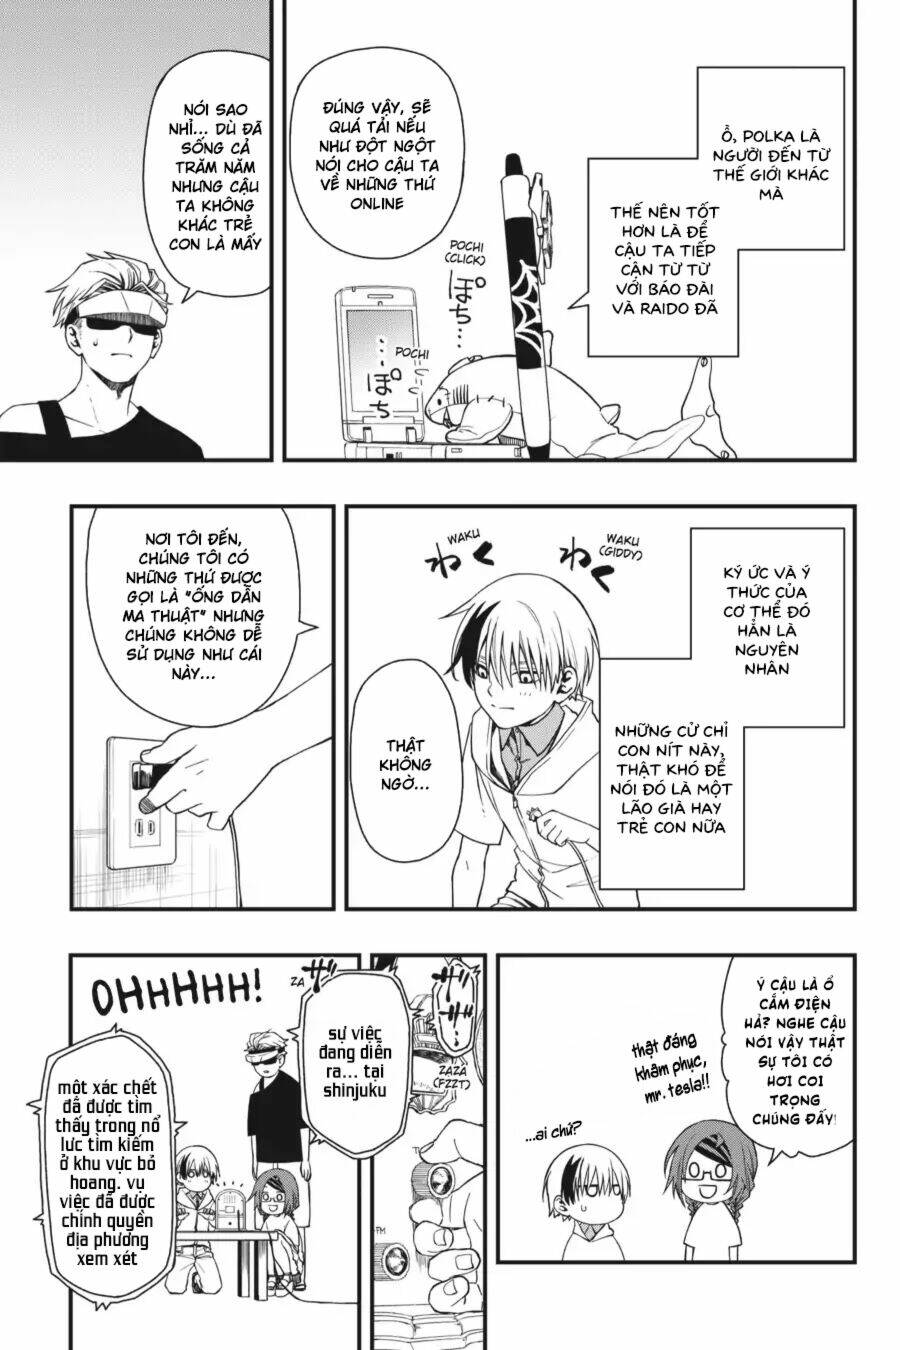 Ồ, POLKA LÀ
NGƯỜI ĐẾN TỪ
THẾ GIỚI KHÁC
MÀ
THẾ NÊN TỐT
HƠN LÀ ĐỂ
CẬU TA TIẾP
CẬN TỪ TỪ
VỚI BÁO ĐÀI
VÀ RAIDO ĐÃ
ĐÚNG VẬY, SẼ
QUÁ TẢI NẾU
NHƯ ĐỘT NGỘT
NÓI CHO CẬU TA
VỀ NHỮNG THỨ
ONLINE
POCHI
(CLICK)
ぽち…
POCHI
…ぽち。
NÓI SAO
NHỈ... DÙ ĐÃ
SỐNG CẢ
TRĂM NĂM
NHƯNG CẬU
TA KHÔNG
KHÁC TRẺ
CON LÀ MẤY
KÝ ỨC VÀ Ý
THỨC CỦA
CƠ THỂ ĐÓ
HẲN LÀ
NGUYÊN
NHÂN
NHỮNG CỬ CHỈ
CON NÍT NÀY,
THẬT KHÓ ĐỂ
NÓI ĐÓ LÀ MỘT
LÃO GIÀ HAY
TRẺ CON NỮA
WAKU
(GIDDY)
わく
WAKU
わく
THẬT
KHÔNG
NGỜ...
NƠI TÔI ĐẾN,
CHÚNG TÔI CÓ
NHỮNG THỨ ĐƯỢC
GỌI LÀ "ỐNG DẪN
MA THUẬT" NHƯNG
CHÚNG KHÔNG DỄ
SỬ DỤNG NHƯ CÁI
NÀY...
Ý CẬU LÀ Ổ
CẮM ĐIỆN
HẢ? NGHE CẬU
NÓI VẬY THẬT
SỰ TÔI CÓ
HƠI COI
TRỌNG
CHÚNG ĐẤY!
thật đáng
khâm phục,
mr. tesla!!
...ai chứ?
ZAZA
(FZZT)
ザザ
FM
ZA
ザザ
sự việc
đang diễn
ra... tại
shinjuku
OHHHHHH!
một xác chết
đã được tìm
thấy trong nổ
lực tìm kiếm
ở khu vực bỏ
hoang. vụ
việc đã được
chính quyền
địa phương
xem xét